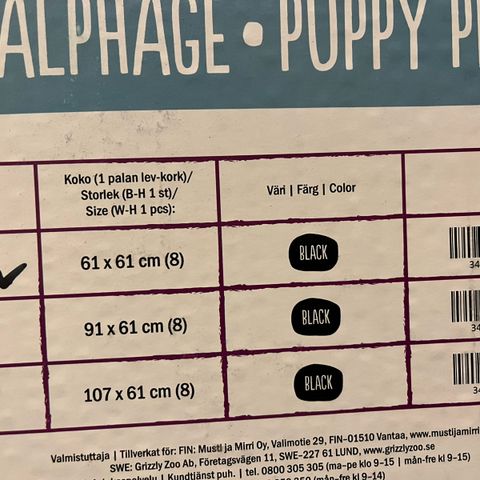 ALPHAGE • PUPPY
Koko (1 palan lev-kork)/
Storlek (B-H 1 st)/
Size (W-H 1 pcs):
Väri | Färg | Color
61 x 61 cm (8)
BLACK
34
91 x 61 cm (8)
BLACK
34
107 x 61 cm (8)
BLACK
34
Valmistuttaja | Tillverkat för: FIN: Musti ja Mirri Oy, Valimotie 29, FIN–01510 Vantaa, www.mustijamirri
SWE: Grizzly Zoo Ab, Företagsvägen 11, SWE–227 61 LUND, www.grizzlyzoo.se
Kundtjänst puh. | tel. 0800 305 305 (ma–pe klo 9–15 | mån–fre kl 9–15)